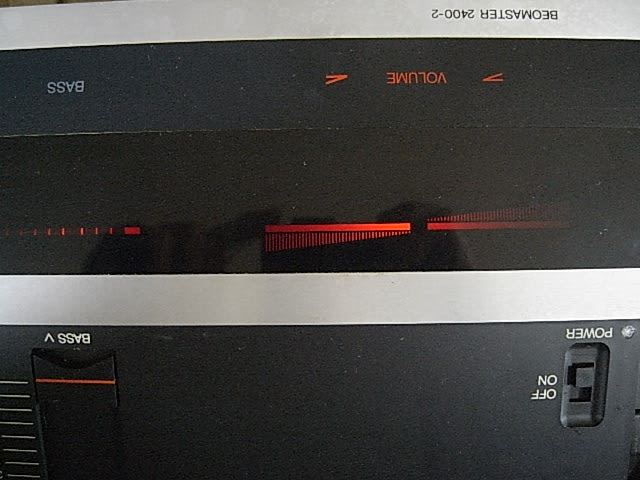 BEOMASTER 2400-2
VOLUME
BASS
POWER
ON
OFF
BASS V